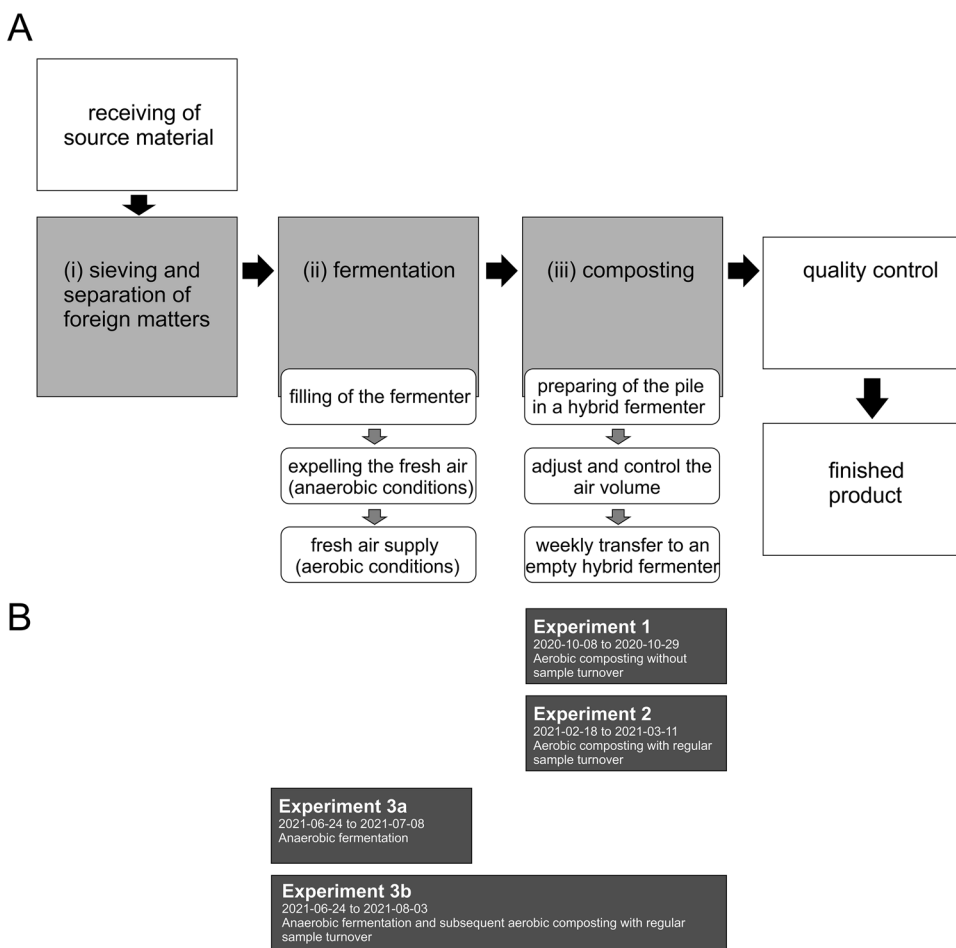 A
receiving of
source material
(i) sieving and
separation of
foreign matters
(ii) fermentation
(iii) composting
quality control
filling of the fermenter
expelling the fresh air
(anaerobic conditions)
fresh air supply
(aerobic conditions)
preparing of the pile
in a hybrid fermenter
adjust and control the
air volume
weekly transfer to an
empty hybrid fermenter
finished
product
B
Experiment 1
2020-10-08 to 2020-10-29
Aerobic composting without
sample turnover
Experiment 2
2021-02-18 to 2021-03-11
Aerobic composting with regular
sample turnover
Experiment 3a
2021-06-24 to 2021-07-08
Anaerobic fermentation
Experiment 3b
2021-06-24 to 2021-08-03
Anaerobic fermentation and subsequent aerobic composting with regular
sample turnover